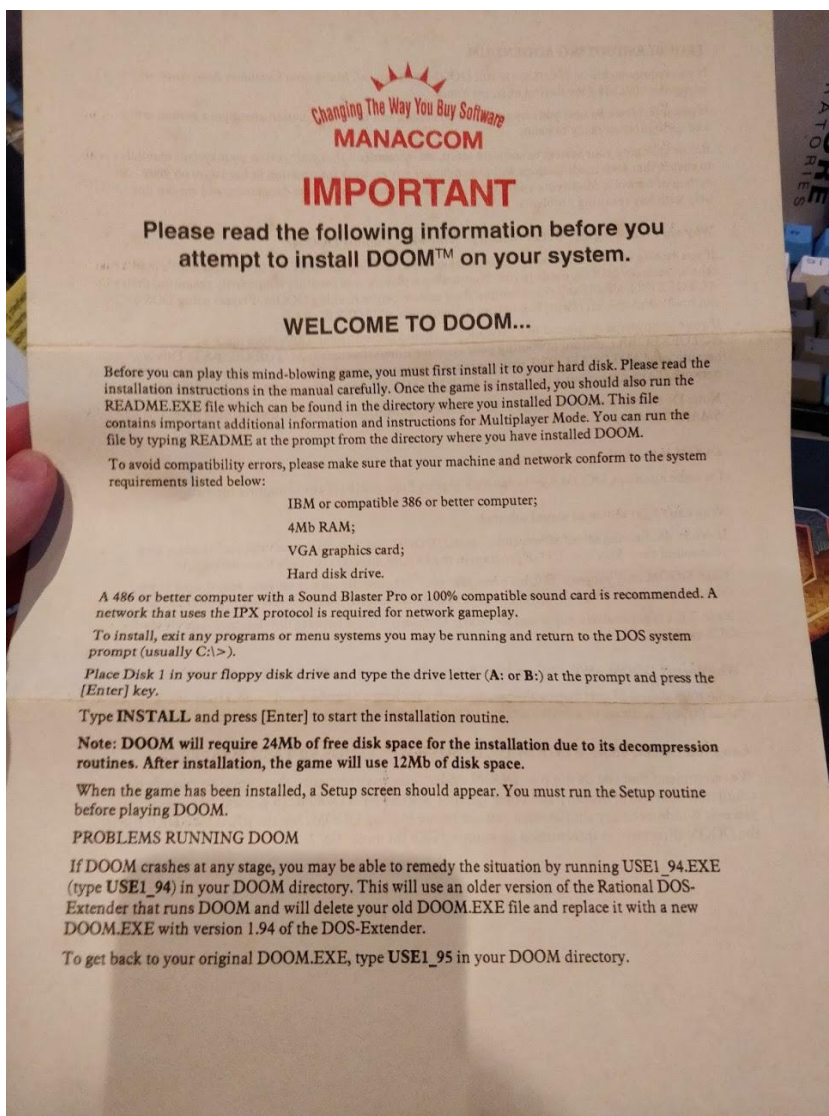 Changing The Way You Buy Software
MANACCOM
IMPORTANT
Please read the following information before you
attempt to install DOOM™ on your system.
WELCOME TO DOOM...
Before you can play this mind-blowing game, you must first install it to your hard disk. Please read the
installation instructions in the manual carefully. Once the game is installed, you should also run the
README.EXE file which can be found in the directory where you installed DOOM. This file
contains important additional information and instructions for Multiplayer Mode. You can run the
file by typing README at the prompt from the directory where you have installed DOOM.
To avoid compatibility errors, please make sure that your machine and network conform to the system
requirements listed below:
IBM or compatible 386 or better computer;
4Mb RAM;
VGA graphics card;
Hard disk drive.
A 486 or better computer with a Sound Blaster Pro or 100% compatible sound card is recommended. A
network that uses the IPX protocol is required for network gameplay.
To install, exit any programs or menu systems you may be running and return to the DOS system
prompt (usually C:\>).
Place Disk 1 in your floppy disk drive and type the drive letter (A: or B:) at the prompt and press the
[Enter] key.
Type INSTALL and press [Enter] to start the installation routine.
Note: DOOM will require 24Mb of free disk space for the installation due to its decompression
routines. After installation, the game will use 12Mb of disk space.
When the game has been installed, a Setup screen should appear. You must run the Setup routine
before playing DOOM.
PROBLEMS RUNNING DOOM
If DOOM crashes at any stage, you may be able to remedy the situation by running USE1_94.EXE
(type USE1_94) in your DOOM directory. This will use an older version of the Rational DOS-
Extender that runs DOOM and will delete your old DOOM.EXE file and replace it with a new
DOOM.EXE with version 1.94 of the DOS-Extender.
To get back to your original DOOM.EXE, type USE1_95 in your DOOM directory.